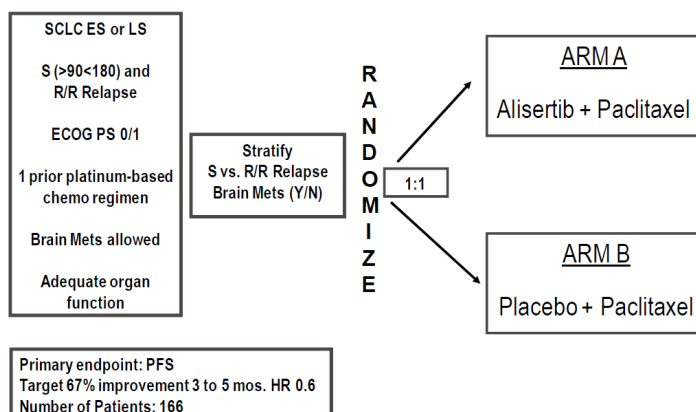 SCLC ES or LS
S (>90<180) and
R/R Relapse
ECOG PS 0/1
1 prior platinum-based
chemo regimen
Brain Mets allowed
Adequate organ
function
Stratify
S vs. R/R Relapse
Brain Mets (Y/N)
R
A
N
D
O
M
I
Z
E
1:1
ARM A
Alisertib + Paclitaxel
ARM B
Placebo + Paclitaxel
Primary endpoint: PFS
Target 67% improvement 3 to 5 mos. HR 0.6
Number of Patients: 166